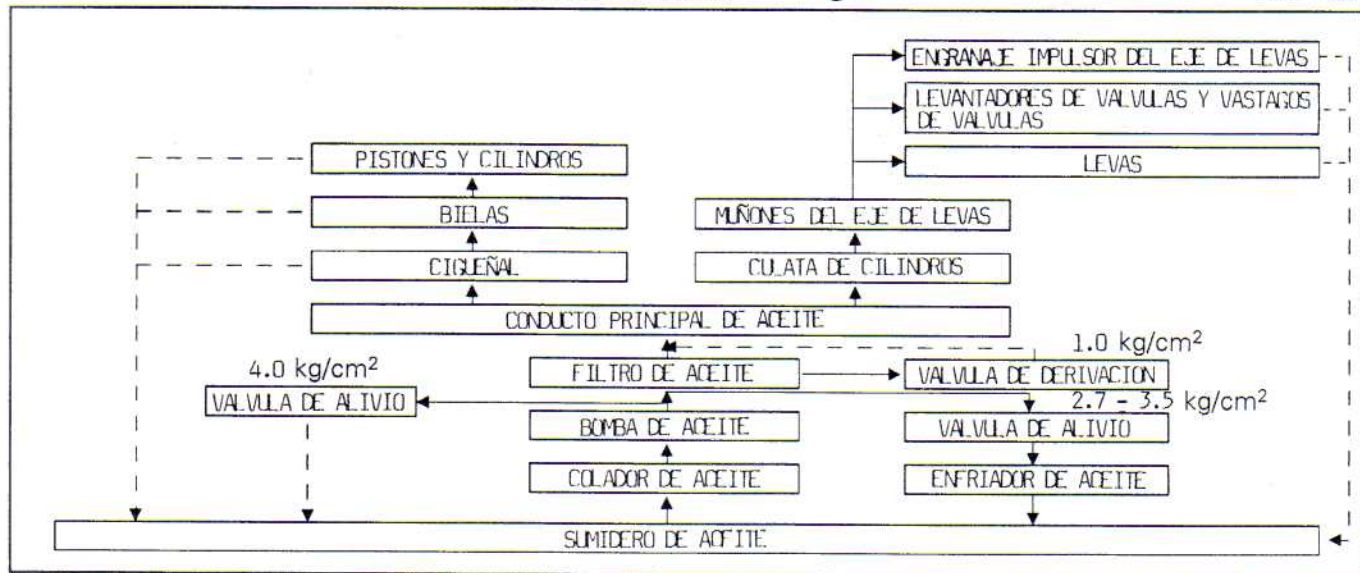 ENGRANAJE IMPULSOR DEL EJE DE LEVAS
LEVANTADORES DE VALVULAS Y VASTAGOS
DE VALVULAS
PISTONES Y CILINDROS
LEVAS
BIELAS
MUÑONES DEL EJE DE LEVAS
CIGUEÑAL
CULATA DE CILINDROS
CONDUCTO PRINCIPAL DE ACEITE
1.0 kg/cm²
4.0 kg/cm²
FILTRO DE ACEITE
VALVULA DE DERIVACION
VALVULA DE ALIVIO
2.7 - 3.5 kg/cm²
BOMBA DE ACEITE
VALVULA DE ALIVIO
COLADOR DE ACEITE
ENFRIADOR DE ACEITE
SUMIDERO DE ACEITE